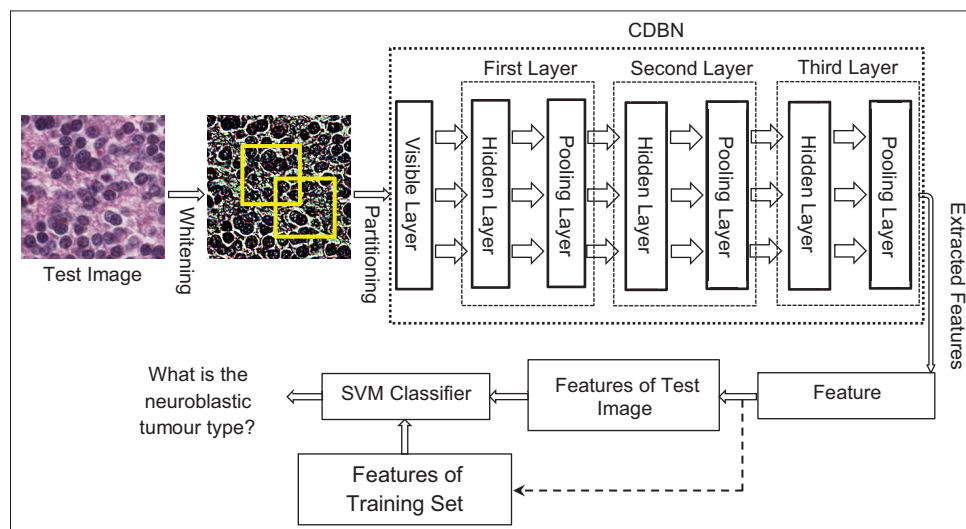 CDBN
First Layer
Second Layer
Third Layer
Test Image
Whitening
Partitioning
Visible Layer
Hidden Layer
Pooling Layer
Hidden Layer
Pooling Layer
Hidden Layer
Pooling Layer
Extracted Features
Feature
Features of Test
Image
SVM Classifier
What is the
neuroblastic
tumour type?
Features of
Training Set